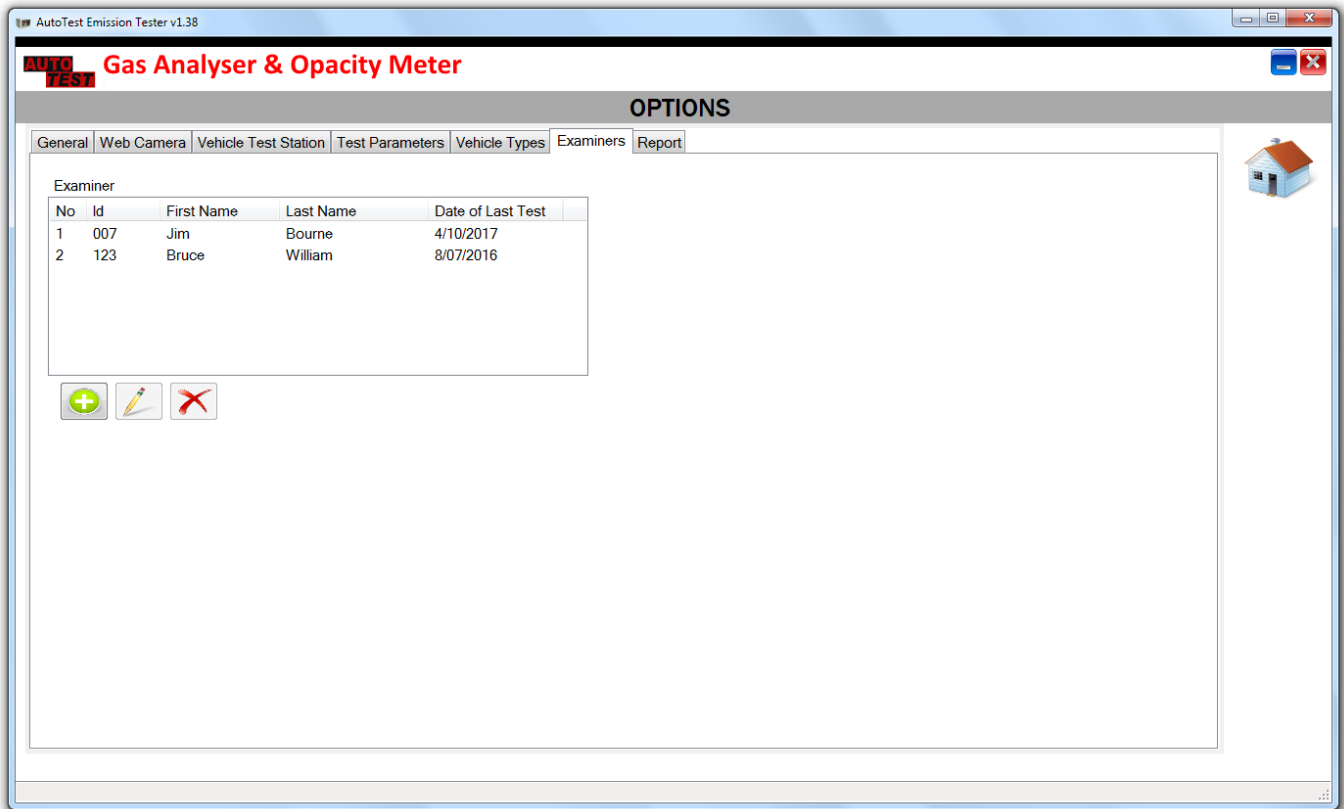 AutoTest Emission Tester v1.38
AUTO TEST Gas Analyser & Opacity Meter
OPTIONS
General Web Camera Vehicle Test Station Test Parameters Vehicle Types Examiners Report
Examiner
No Id First Name Last Name Date of Last Test
1 007 Jim Bourne 4/10/2017
2 123 Bruce William 8/07/2016